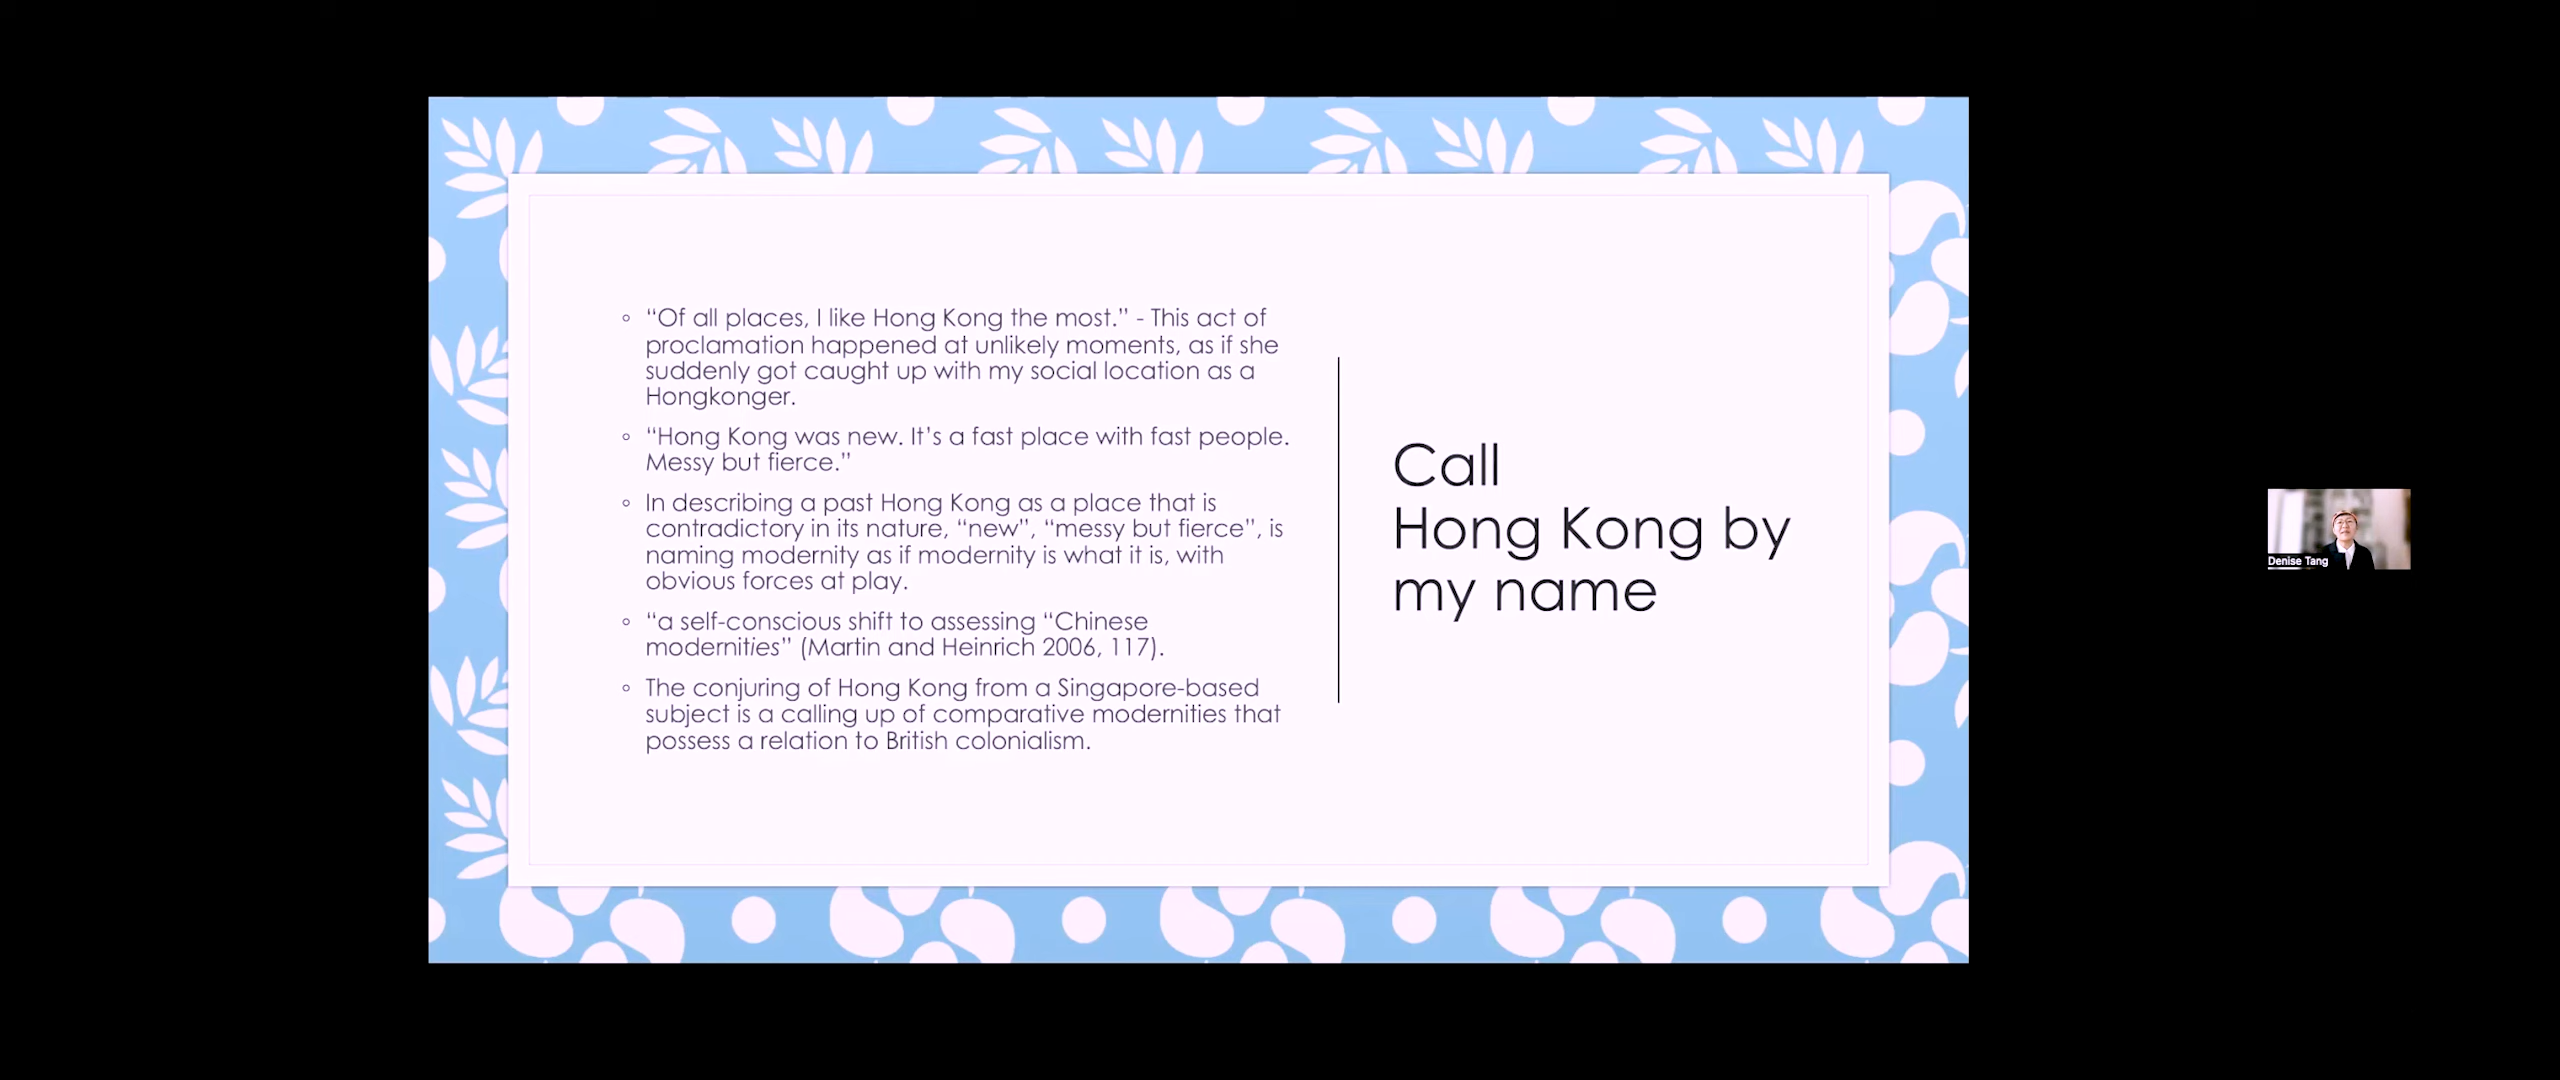 “Of all places, I like Hong Kong the most.” - This act of
proclamation happened at unlikely moments, as if she
suddenly got caught up with my social location as a
Hongkonger.
“Hong Kong was new. It’s a fast place with fast people.
Messy but fierce.”
In describing a past Hong Kong as a place that is
contradictory in its nature, “new”, “messy but fierce”, is
naming modernity as if modernity is what it is, with
obvious forces at play.
“a self-conscious shift to assessing “Chinese
modernities” (Martin and Heinrich 2006, 117).
The conjuring of Hong Kong from a Singapore-based
subject is a calling up of comparative modernities that
possess a relation to British colonialism.
Call
Hong Kong by
my name
Denise Tang